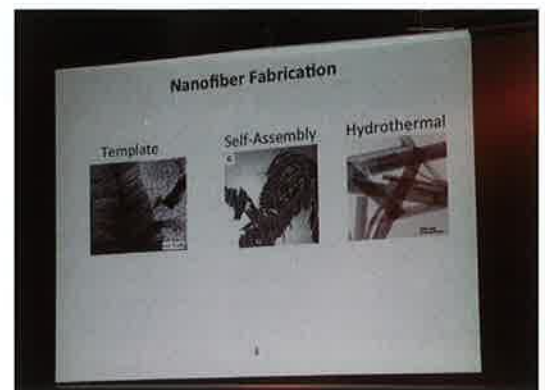 Nanofiber Fabrication
Template
Self-Assembly
Hydrothermal